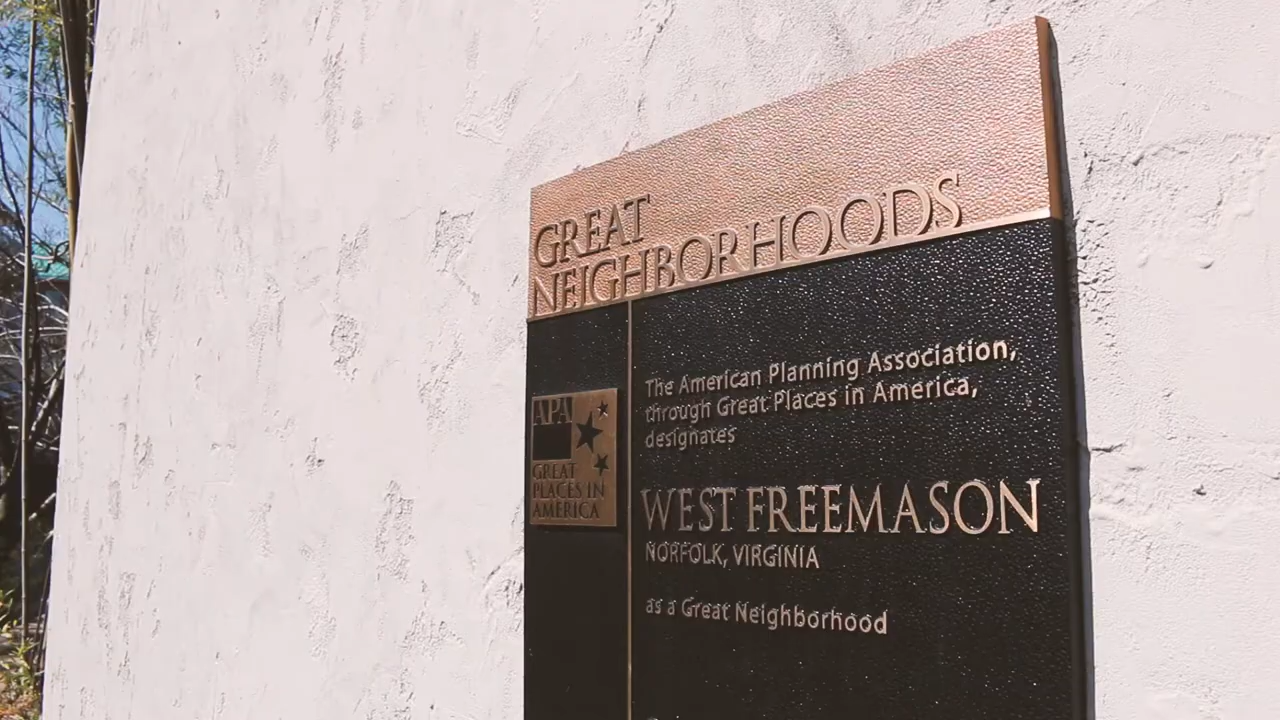 GREAT
NEIGHBORHOODS
The American Planning Association,
through Great Places in America,
designates
APA
GREAT
PLACES IN
AMERICA
WEST FREEMASON
NORFOLK, VIRGINIA
as a Great Neighborhood